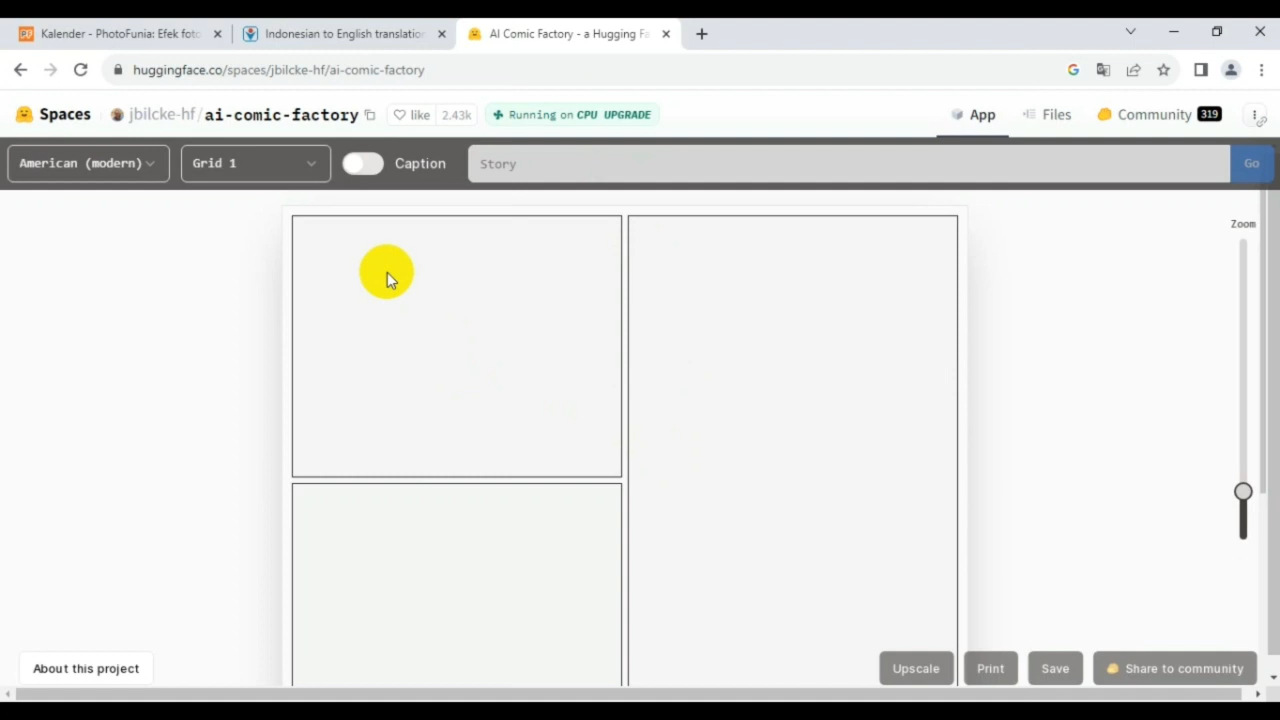 Kalender - PhotoFunia: Efek foto
Indonesian to English translation
AI Comic Factory - a Hugging Fa
huggingface.co/spaces/jbilcke-hf/ai-comic-factory
Spaces jbilcke-hf/ai-comic-factory like 2.43k Running on CPU UPGRADE App Files Community 319
American (modern) Grid 1 Caption Story Go
Zoom
About this project Upscale Print Save Share to community